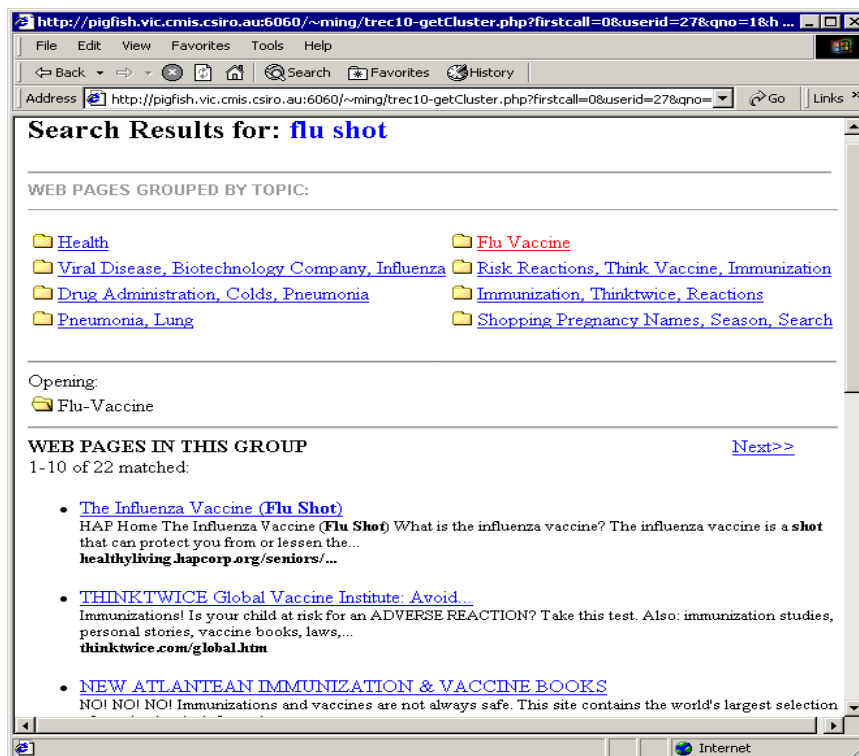 http://pigfish.vic.cmis.csiro.au:6060/~ming/trec10-getCluster.php?firstcall=0&userid=27&qno=1&h ...
File Edit View Favorites Tools Help
Back Search Favorites History
Address http://pigfish.vic.cmis.csiro.au:6060/~ming/trec10-getCluster.php?firstcall=0&userid=27&qno= Go Links »
Search Results for: flu shot
WEB PAGES GROUPED BY TOPIC:
Health Flu Vaccine
Viral Disease, Biotechnology Company, Influenza Risk Reactions, Think Vaccine, Immunization
Drug Administration, Colds, Pneumonia Immunization, Thinktwice, Reactions
Pneumonia, Lung Shopping Pregnancy Names, Season, Search
Opening:
Flu-Vaccine
WEB PAGES IN THIS GROUP Next>>
1-10 of 22 matched:
• The Influenza Vaccine (Flu Shot)
HAP Home The Influenza Vaccine (Flu Shot) What is the influenza vaccine? The influenza vaccine is a shot
that can protect you from or lessen the...
healthyliving.hapcorp.org/seniors/...
• THINKTWICE Global Vaccine Institute: Avoid...
Immunizations! Is your child at risk for an ADVERSE REACTION? Take this test. Also: immunization studies,
personal stories, vaccine books, laws,...
thinktwice.com/global.htm
• NEW ATLANTEAN IMMUNIZATION & VACCINE BOOKS
NO! NO! NO! Immunizations and vaccines are not always safe. This site contains the world's largest selection
Internet